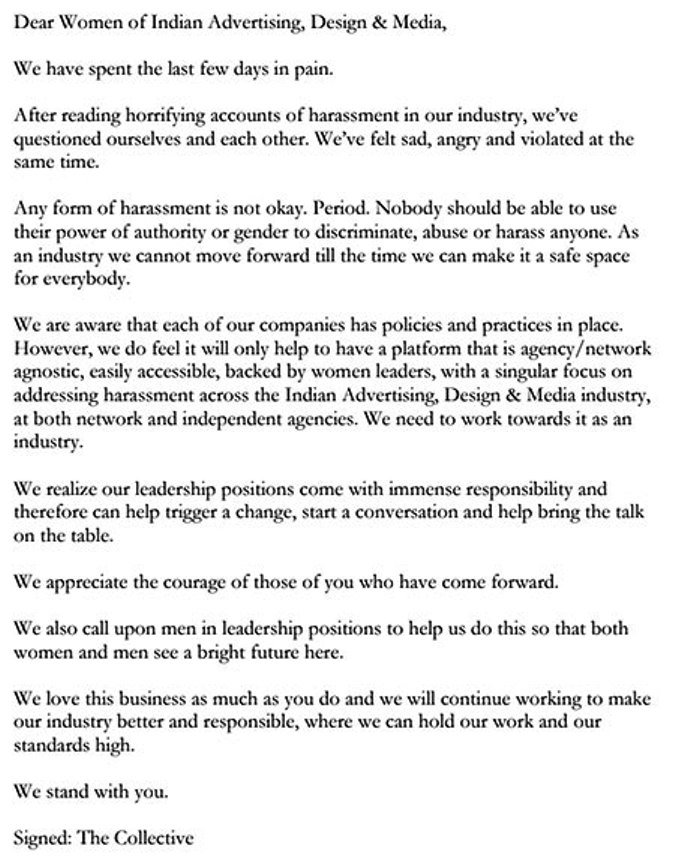 Dear Women of Indian Advertising, Design & Media,
We have spent the last few days in pain.
After reading horrifying accounts of harassment in our industry, we've
questioned ourselves and each other. We've felt sad, angry and violated at the
same time.
Any form of harassment is not okay. Period. Nobody should be able to use
their power of authority or gender to discriminate, abuse or harass anyone. As
an industry we cannot move forward till the time we can make it a safe space
for everybody.
We are aware that each of our companies has policies and practices in place.
However, we do feel it will only help to have a platform that is agency/network
agnostic, easily accessible, backed by women leaders, with a singular focus on
addressing harassment across the Indian Advertising, Design & Media industry,
at both network and independent agencies. We need to work towards it as an
industry.
We realize our leadership positions come with immense responsibility and
therefore can help trigger a change, start a conversation and help bring the talk
on the table.
We appreciate the courage of those of you who have come forward.
We also call upon men in leadership positions to help us do this so that both
women and men see a bright future here.
We love this business as much as you do and we will continue working to make
our industry better and responsible, where we can hold our work and our
standards high.
We stand with you.
Signed: The Collective